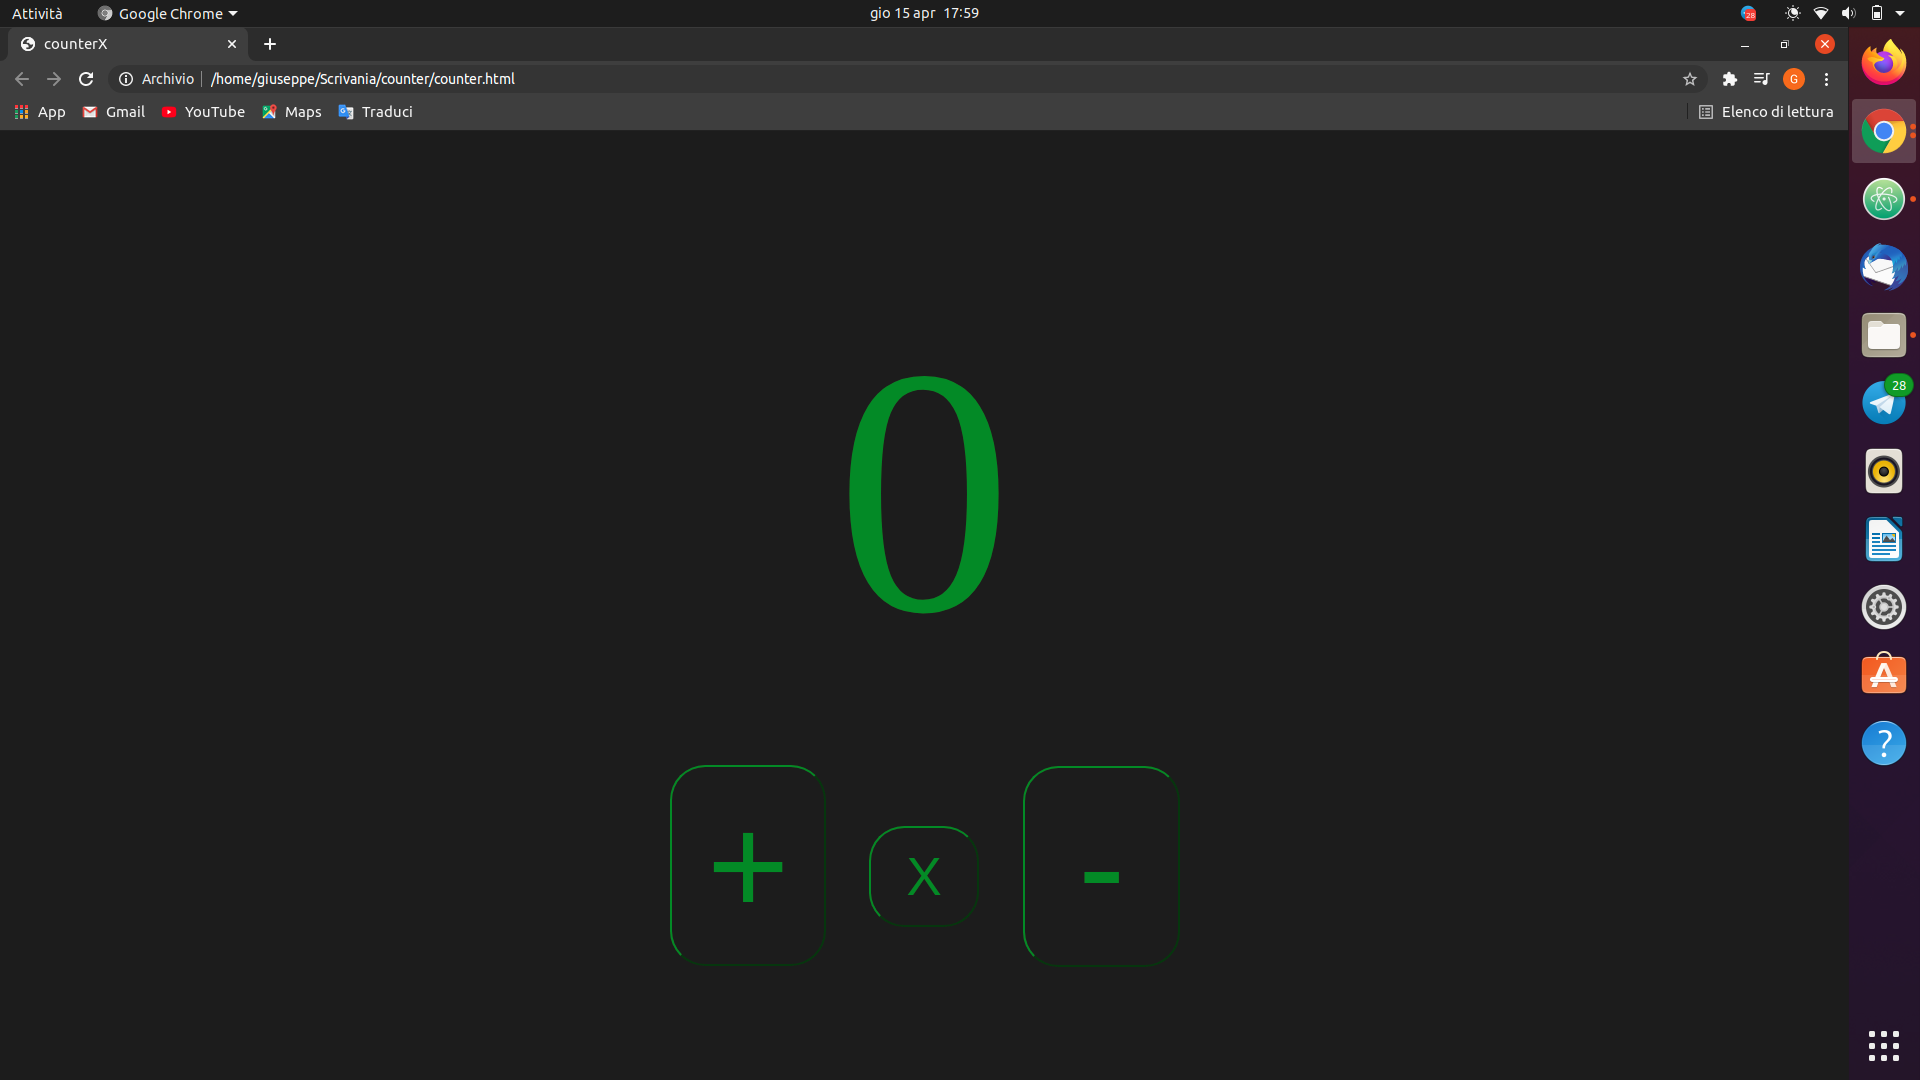 Attività Google Chrome gio 15 apr 17:59 28
counterX
Archivio /home/giuseppe/Scrivania/counter/counter.html G
App Gmail YouTube Maps Traduci Elenco di lettura
28
0
+ X -
?